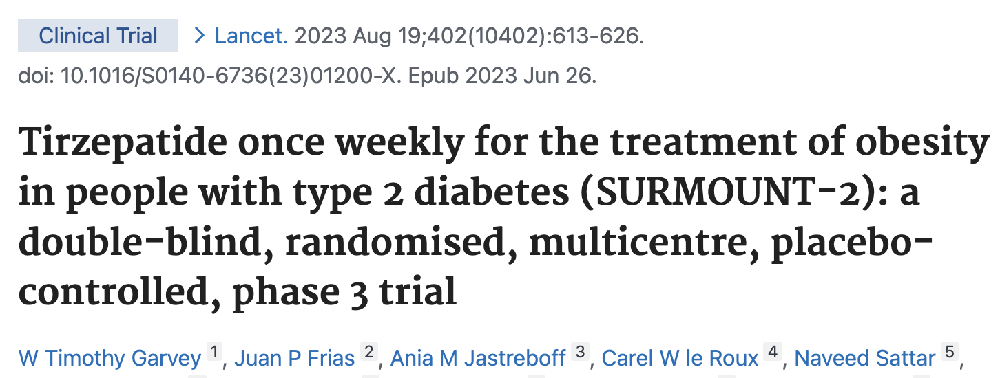 Clinical Trial > Lancet. 2023 Aug 19;402(10402):613-626.
doi: 10.1016/S0140-6736(23)01200-X. Epub 2023 Jun 26.
Tirzepatide once weekly for the treatment of obesity
in people with type 2 diabetes (SURMOUNT-2): a
double-blind, randomised, multicentre, placebo-
controlled, phase 3 trial
W Timothy Garvey 1, Juan P Frias 2, Ania M Jastreboff 3, Carel W le Roux 4, Naveed Sattar 5,